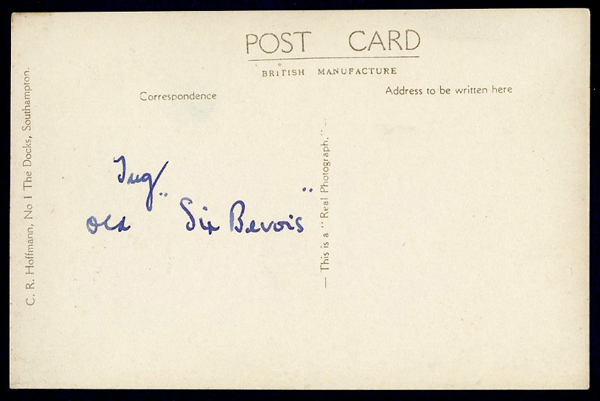 POST CARD
BRITISH MANUFACTURE
Correspondence
Address to be written here
C. R. Hoffmann, No 1 The Docks, Southampton.
Tug
old "Sir Bevois"
— This is a "Real Photograph." —